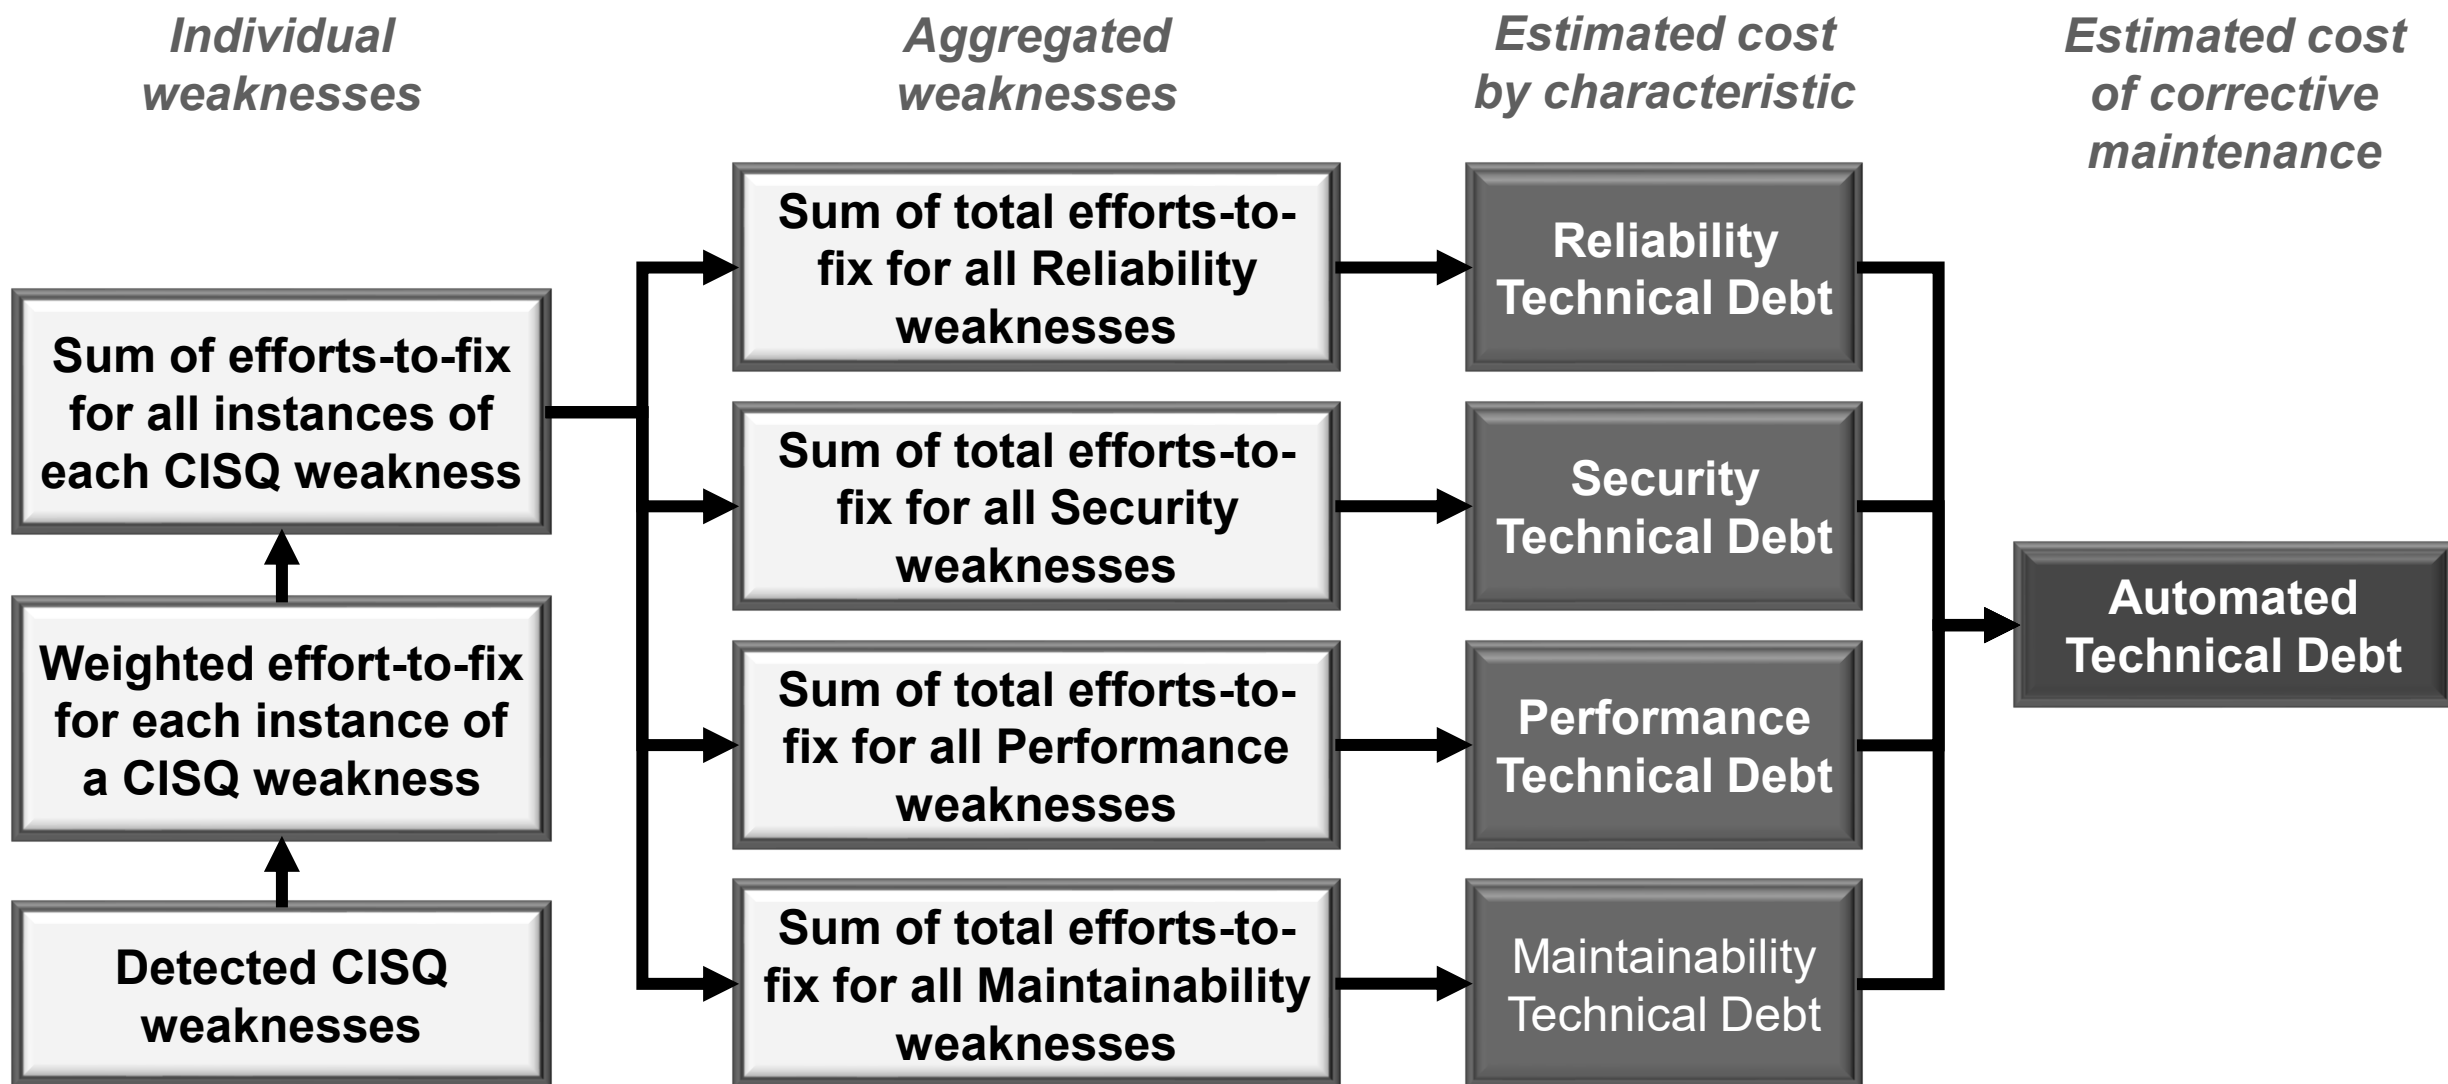 Individual
weaknesses
Aggregated
weaknesses
Estimated cost
by characteristic
Estimated cost
of corrective
maintenance
Sum of efforts-to-fix
for all instances of
each CISQ weakness
Weighted effort-to-fix
for each instance of
a CISQ weakness
Detected CISQ
weaknesses
Sum of total efforts-to-
fix for all Reliability
weaknesses
Sum of total efforts-to-
fix for all Security
weaknesses
Sum of total efforts-to-
fix for all Performance
weaknesses
Sum of total efforts-to-
fix for all Maintainability
weaknesses
Reliability
Technical Debt
Security
Technical Debt
Performance
Technical Debt
Maintainability
Technical Debt
Automated
Technical Debt